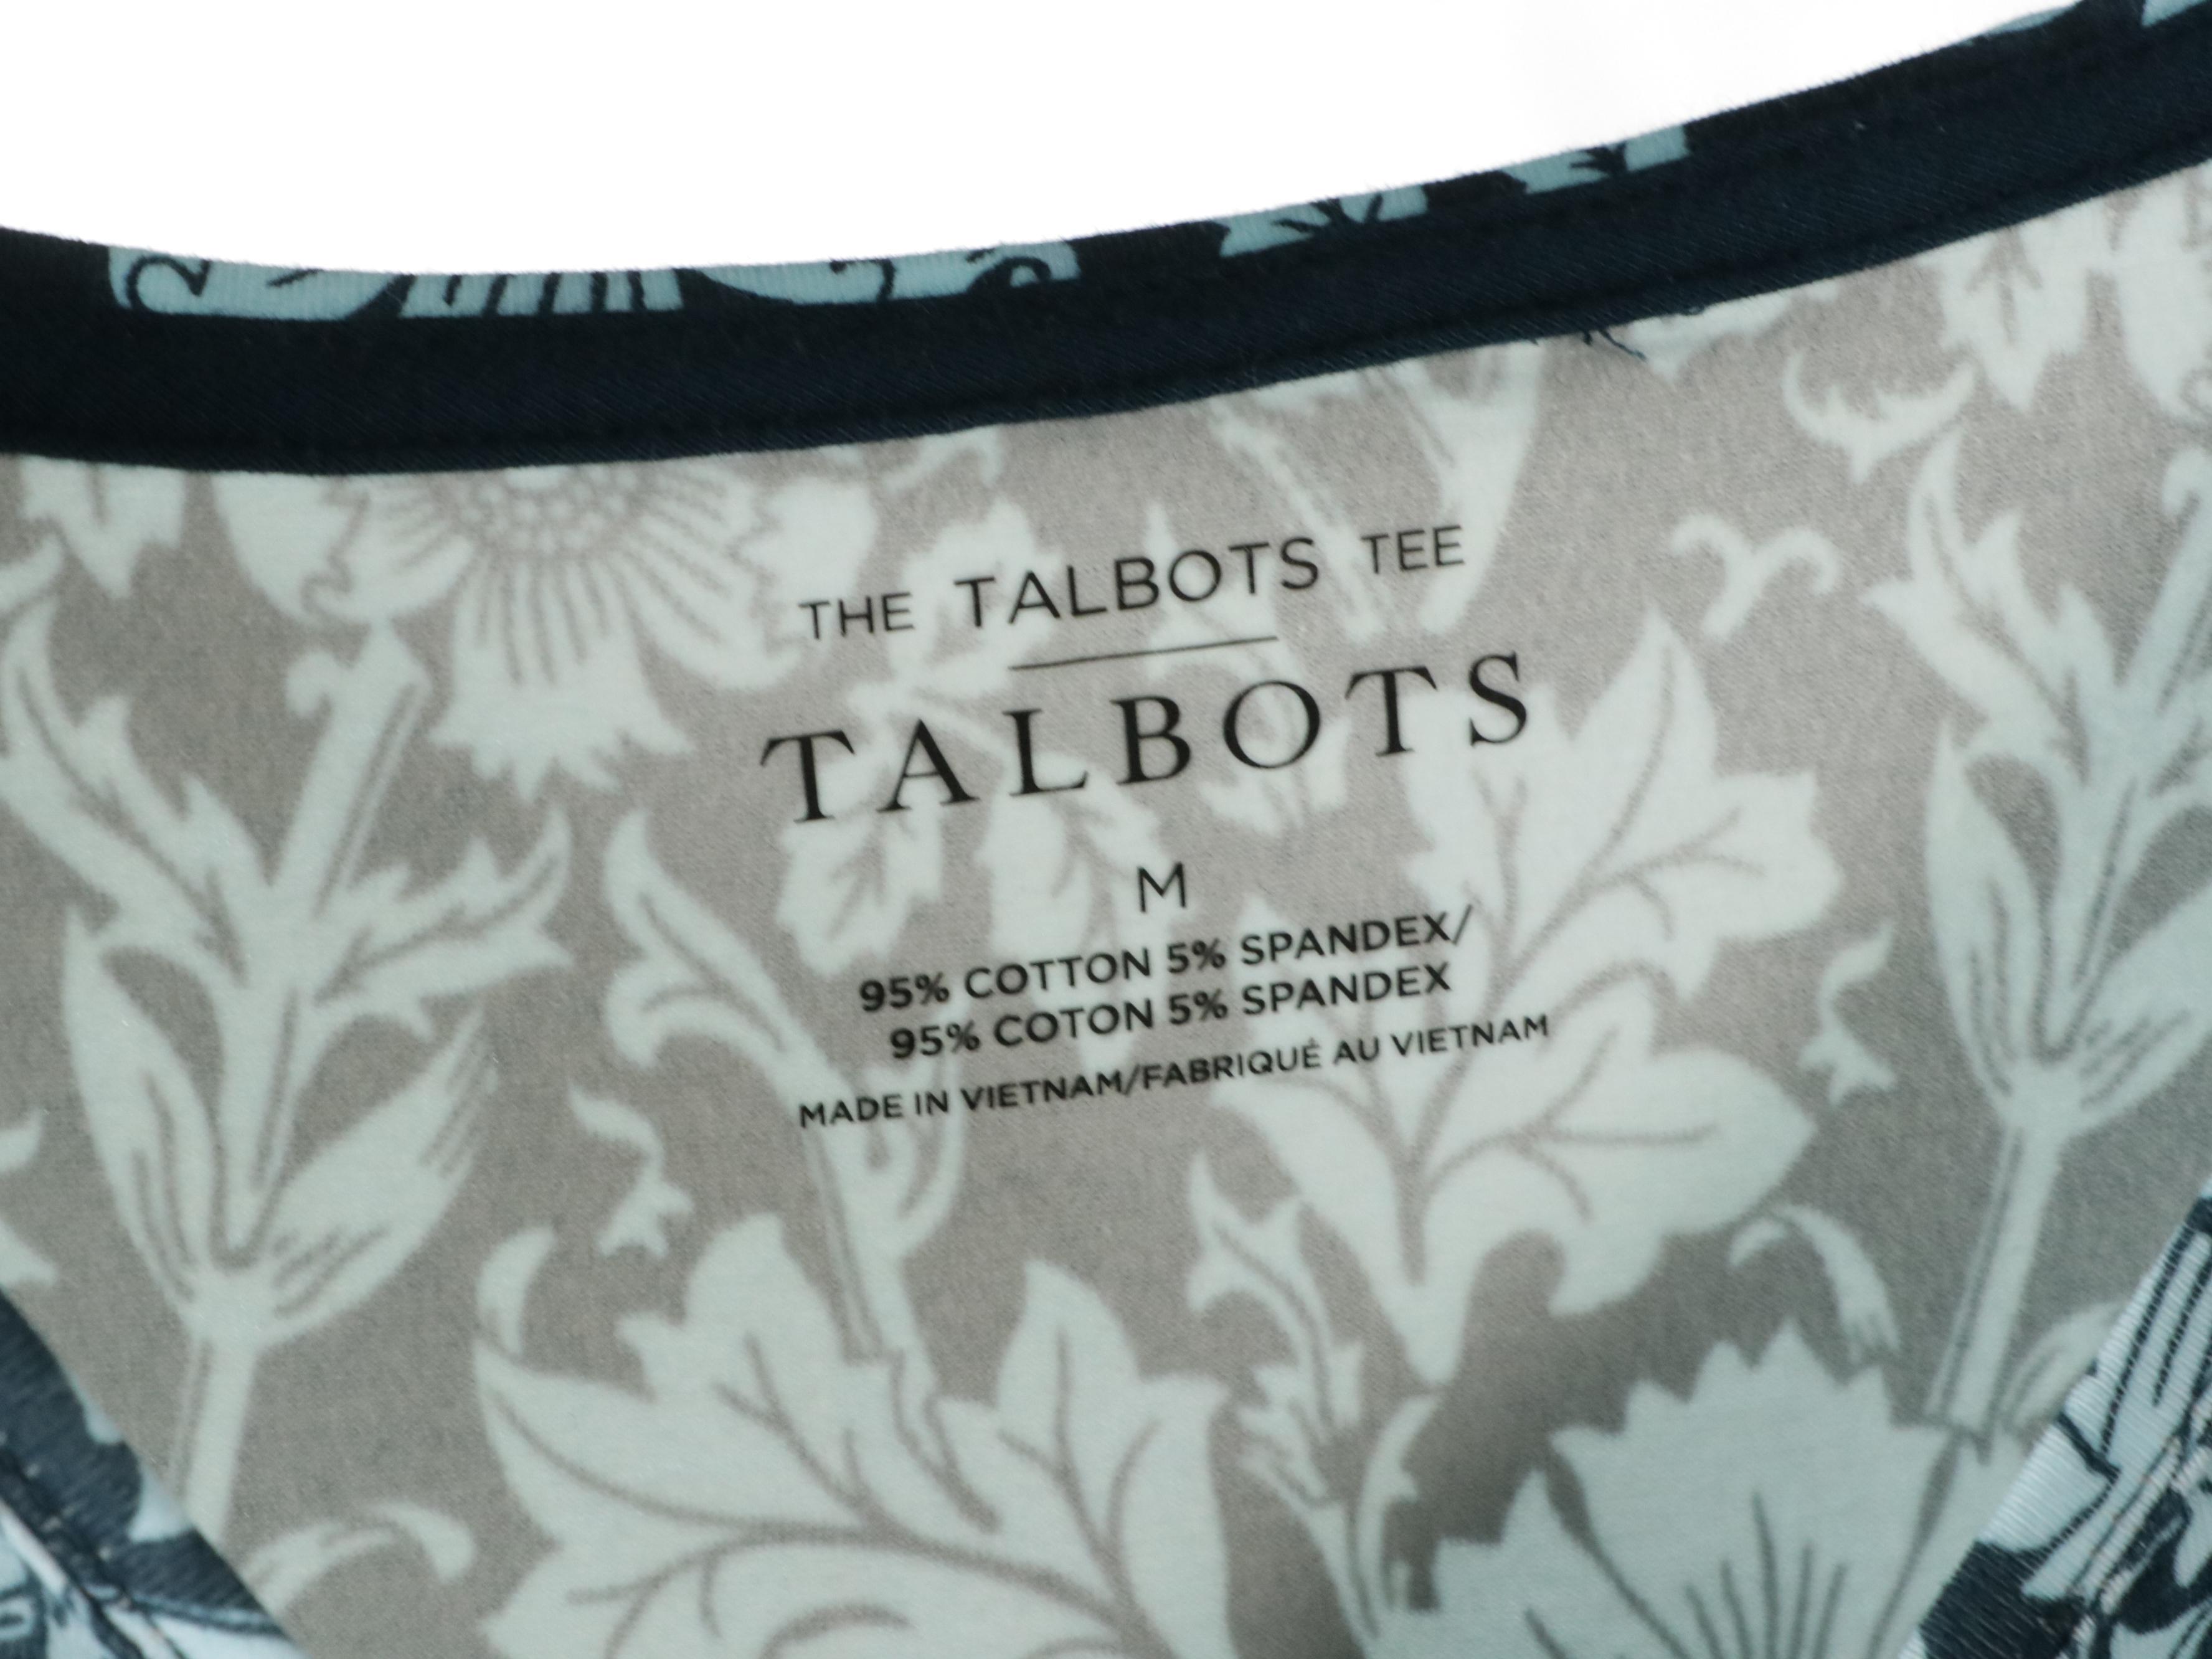 THE TALBOTS TEE
TALBOTS
M
95% COTTON 5% SPANDEX/
95% COTON 5% SPANDEX
MADE IN VIETNAM/FABRIQUÉ AU VIETNAM